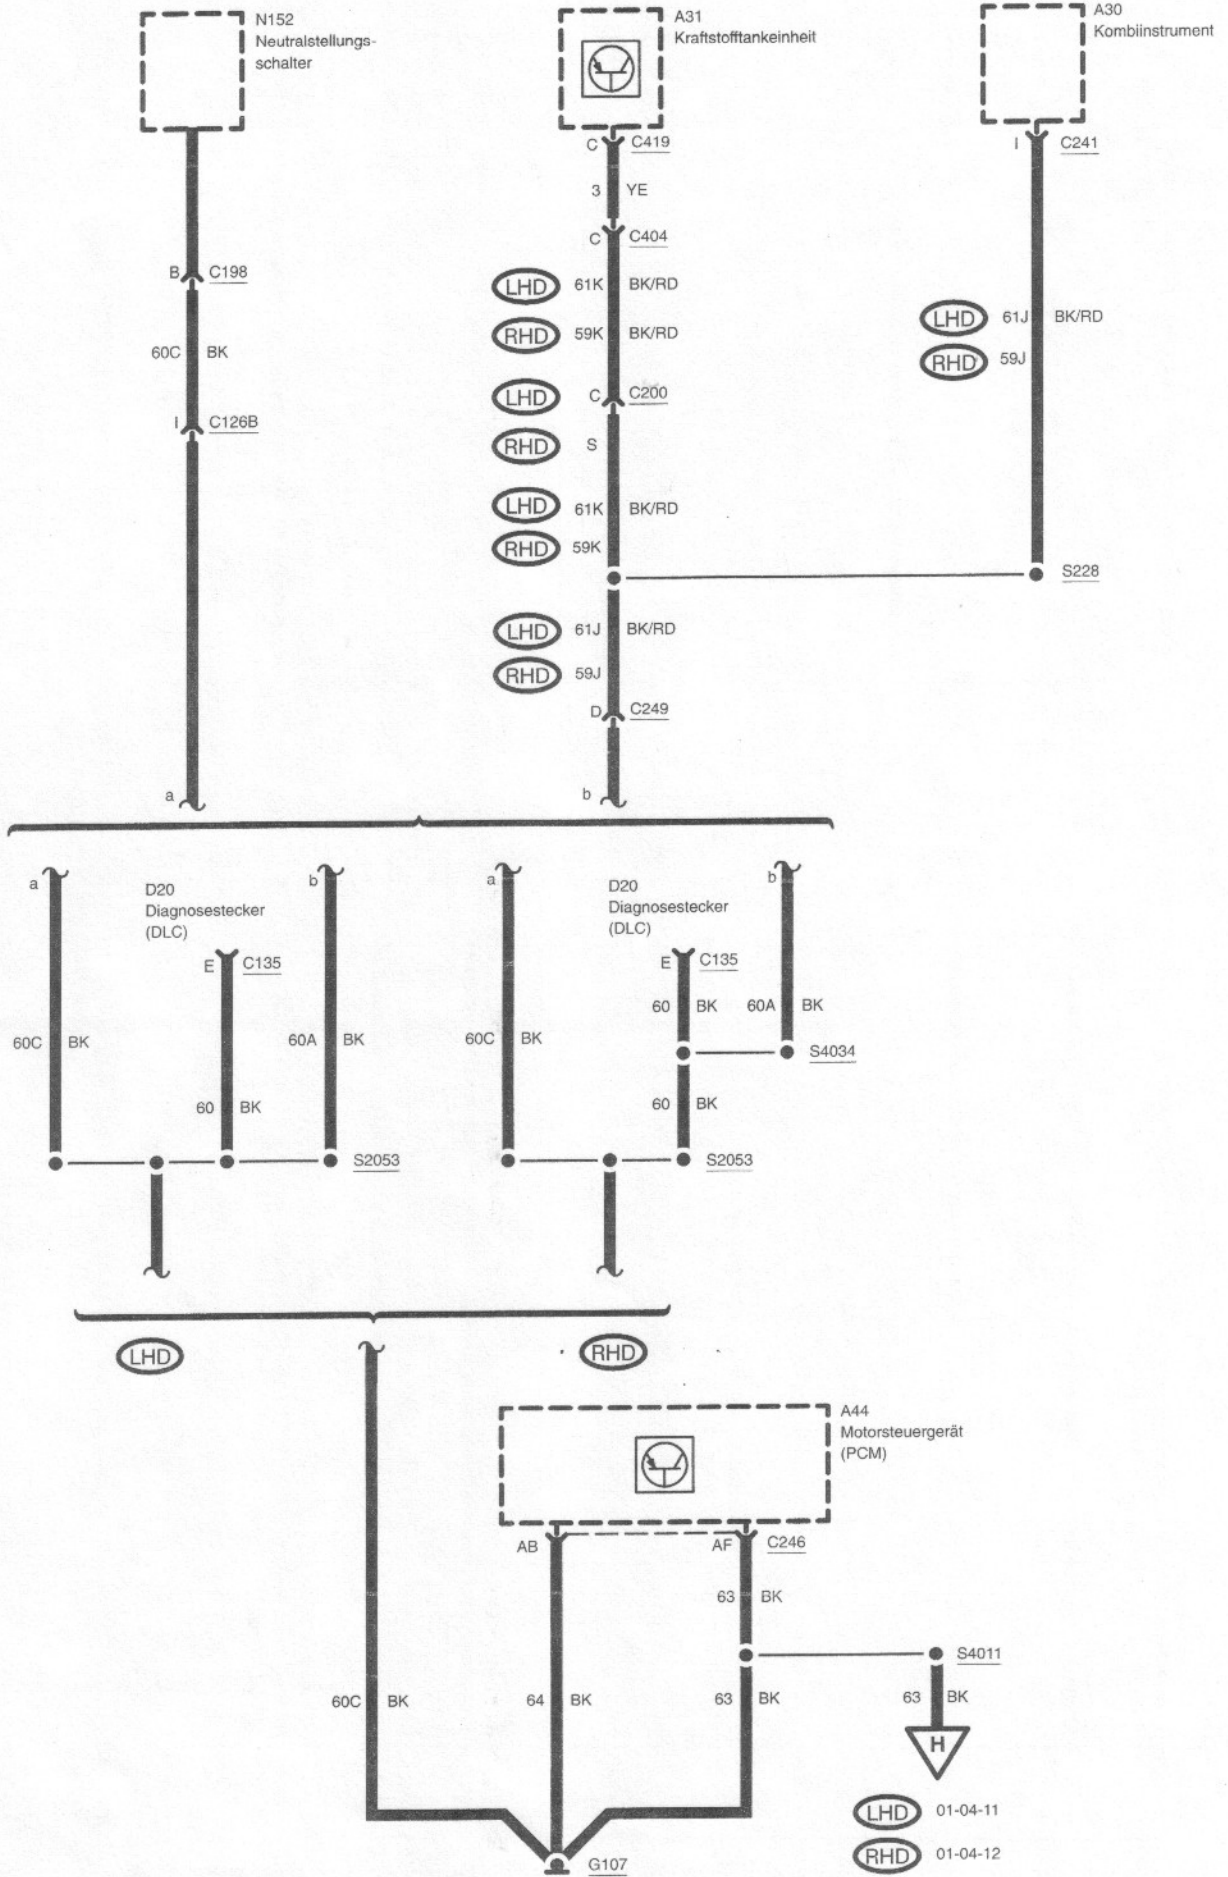 N152
Neutralstellungs-
schalter
A31
Kraftstofftankeinheit
A30
Kombiinstrument
C C419
I C241
3 YE
C C404
B C198
LHD 61K BK/RD
LHD 61J BK/RD
RHD 59K BK/RD
60C BK
RHD 59J
LHD C C200
I C126B
RHD S
LHD 61K BK/RD
RHD 59K
S228
LHD 61J BK/RD
RHD 59J
D C249
a
b
a
D20
Diagnosestecker
(DLC)
b
a
D20
Diagnosestecker
(DLC)
b
E C135
E C135
60 BK
60A BK
60C BK
60A BK
60C BK
S4034
60 BK
60 BK
S2053
S2053
LHD
RHD
A44
Motorsteuergerät
(PCM)
AB
AF C246
63 BK
S4011
60C BK
64 BK
63 BK
63 BK
H
LHD 01-04-11
RHD 01-04-12
G107